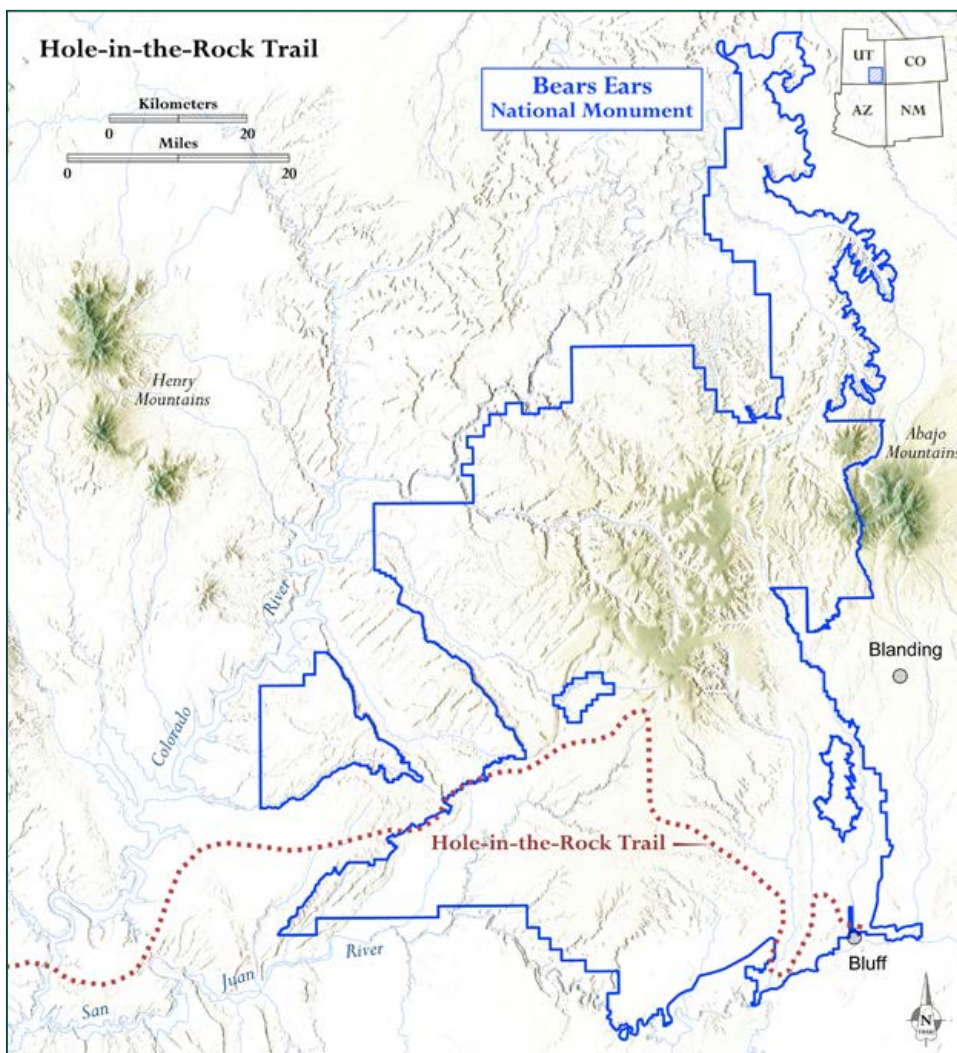 Hole-in-the-Rock Trail
Kilometers
0 20
Miles
0 20
Bears Ears
National Monument
UT CO
AZ NM
Henry
Mountains
Abajo
Mountains
River
Colorado
Blanding
Hole-in-the-Rock Trail
River
Juan
San
Bluff
N